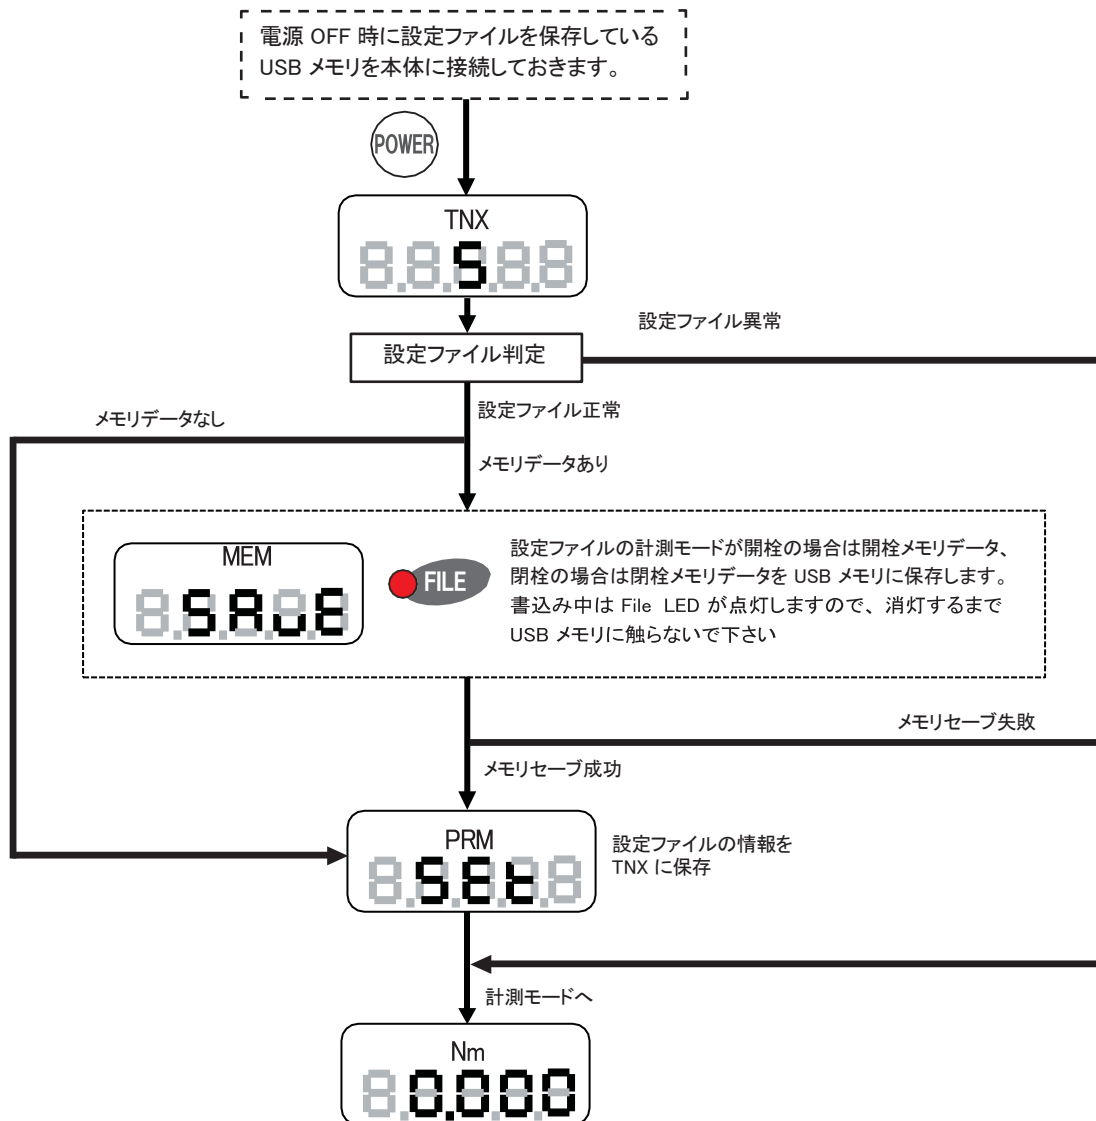 電源 OFF 時に設定ファイルを保存している
USB メモリを本体に接続しておきます。
POWER
TNX
S
設定ファイル異常
設定ファイル判定
設定ファイル正常
メモリデータなし
メモリデータあり
MEM
SAvE
FILE
設定ファイルの計測モードが開栓の場合は開栓メモリデータ、
閉栓の場合は閉栓メモリデータを USB メモリに保存します。
書込み中は File LED が点灯しますので、消灯するまで
USB メモリに触らないで下さい
メモリセーブ失敗
メモリセーブ成功
PRM
SEt
設定ファイルの情報を
TNX に保存
計測モードへ
Nm
0.000